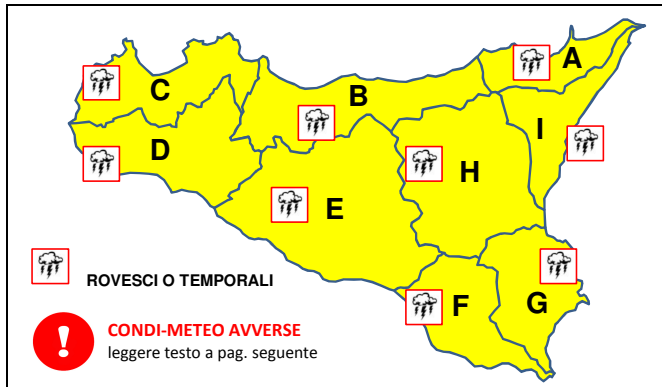 A
C
B
I
D
H
E
F
G
ROVESCI O TEMPORALI
!
CONDI-METEO AVVERSE
leggere testo a pag. seguente